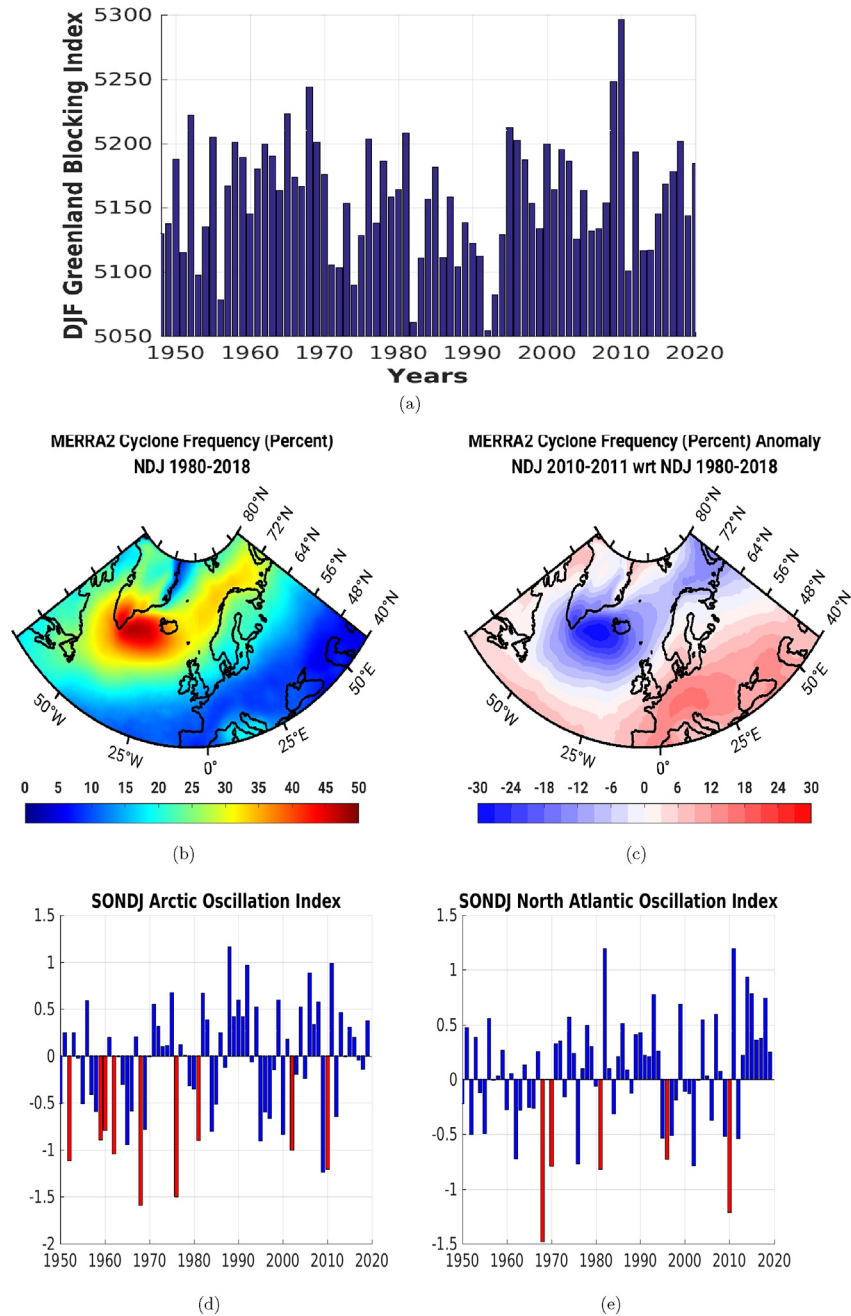 DJF Greenland Blocking Index
5300
5250
5200
5150
5100
5050
1950 1960 1970 1980 1990 2000 2010 2020
Years
(a)
MERRA2 Cyclone Frequency (Percent)
NDJ 1980-2018
80°N
72°N
64°N
56°N
48°N
40°N
50°W
25°W
0°
25°E
50°E
0 5 10 15 20 25 30 35 40 45 50
(b)
MERRA2 Cyclone Frequency (Percent) Anomaly
NDJ 2010-2011 wrt NDJ 1980-2018
80°N
72°N
64°N
56°N
48°N
40°N
50°W
25°W
0°
25°E
50°E
-30 -24 -18 -12 -6 0 6 12 18 24 30
(c)
SONDJ Arctic Oscillation Index
1.5
1
0.5
0
-0.5
-1
-1.5
-2
1950 1960 1970 1980 1990 2000 2010 2020
(d)
SONDJ North Atlantic Oscillation Index
1.5
1
0.5
0
-0.5
-1
-1.5
1950 1960 1970 1980 1990 2000 2010 2020
(e)